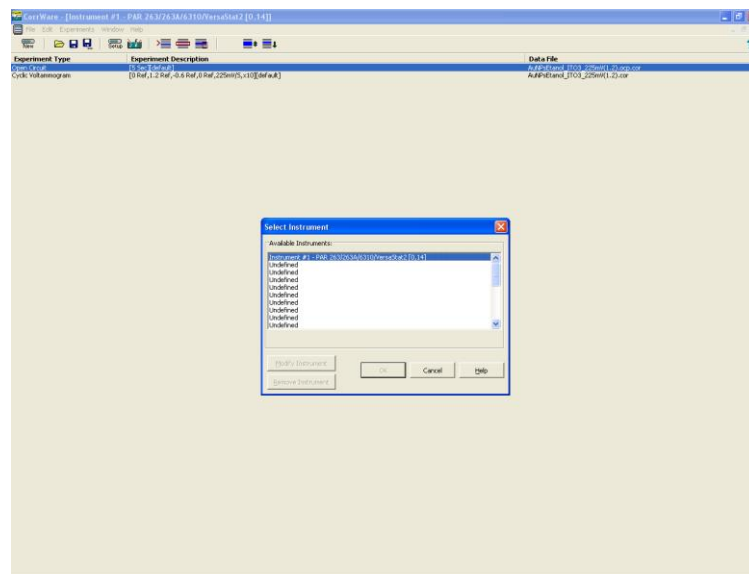 CorrWare - [Instrument #1 - PAR 263/263A/6310/VersaStat2 [0,14]]
File Edit Experiments Window Help
New Setup
Experiment Type Experiment Description Data File
Open Circuit [5 Sec][default] AuNPsEtanol_ITO3_225mV(1.2).ocp.cor
Cyclic Voltammogram [0 Ref,1.2 Ref,-0.6 Ref,0 Ref,225mV/S,x10][default] AuNPsEtanol_ITO3_225mV(1.2).cor
Select Instrument
Available Instruments:
Instrument #1 - PAR 263/263A/6310/VersaStat2 [0,14]
Undefined
Undefined
Undefined
Undefined
Undefined
Undefined
Undefined
Undefined
Undefined
Modify Instrument
OK Cancel Help
Remove Instrument